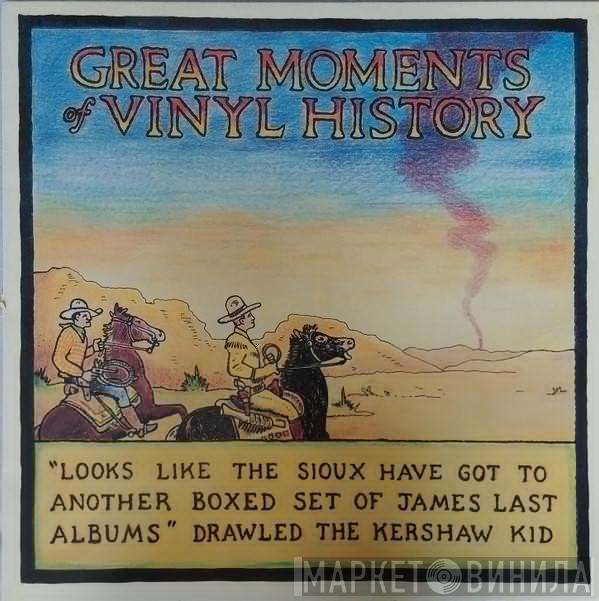 GREAT MOMENTS
of VINYL HISTORY
"LOOKS LIKE THE SIOUX HAVE GOT TO
ANOTHER BOXED SET OF JAMES LAST
ALBUMS" DRAWLED THE KERSHAW KID
МАРКЕТ ВИНИЛА